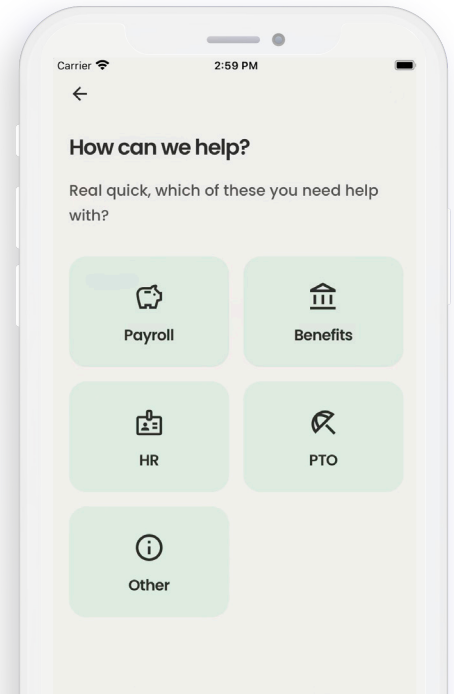 Carrier 2:59 PM
How can we help?
Real quick, which of these you need help
with?
Payroll Benefits
HR PTO
Other